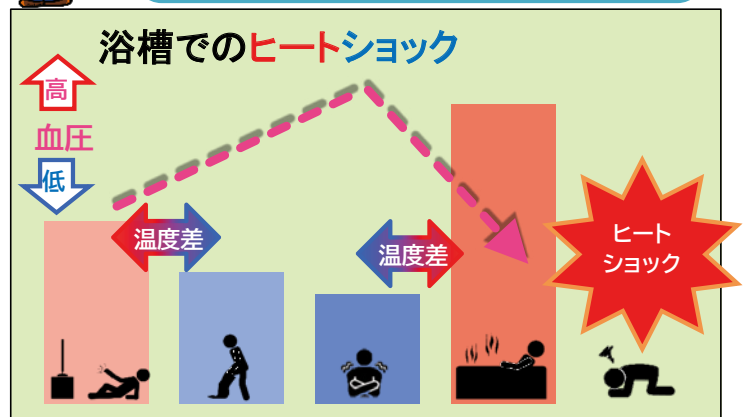 浴槽でのヒートショック
高
血圧
低
温度差
温度差
ヒート
ショック